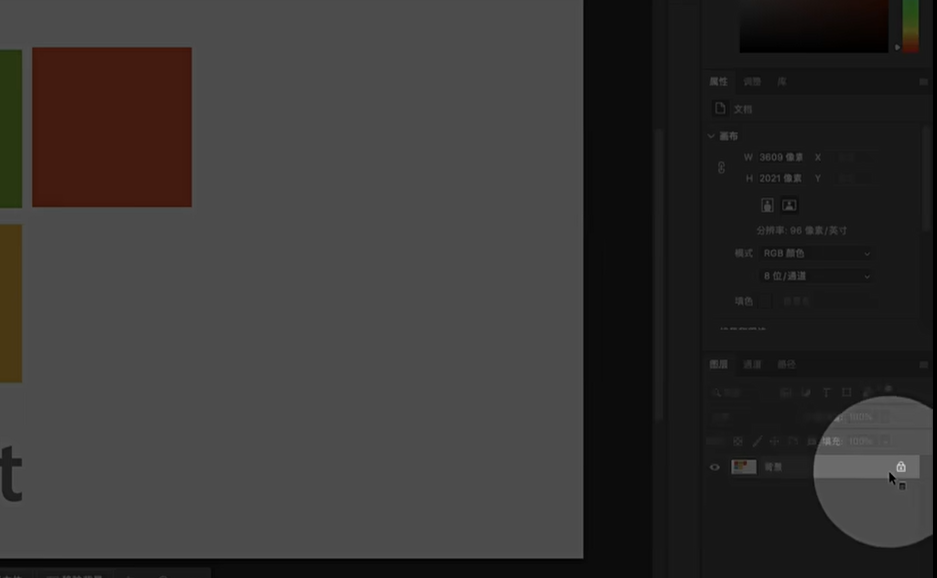 属性 调整 库
文档
画布
W 3609 像素 X
H 2021 像素 Y
分辨率: 96 像素/英寸
模式 RGB 颜色
8 位/通道
填色
图层 通道 路径
100%
填充: 100%
背景
t